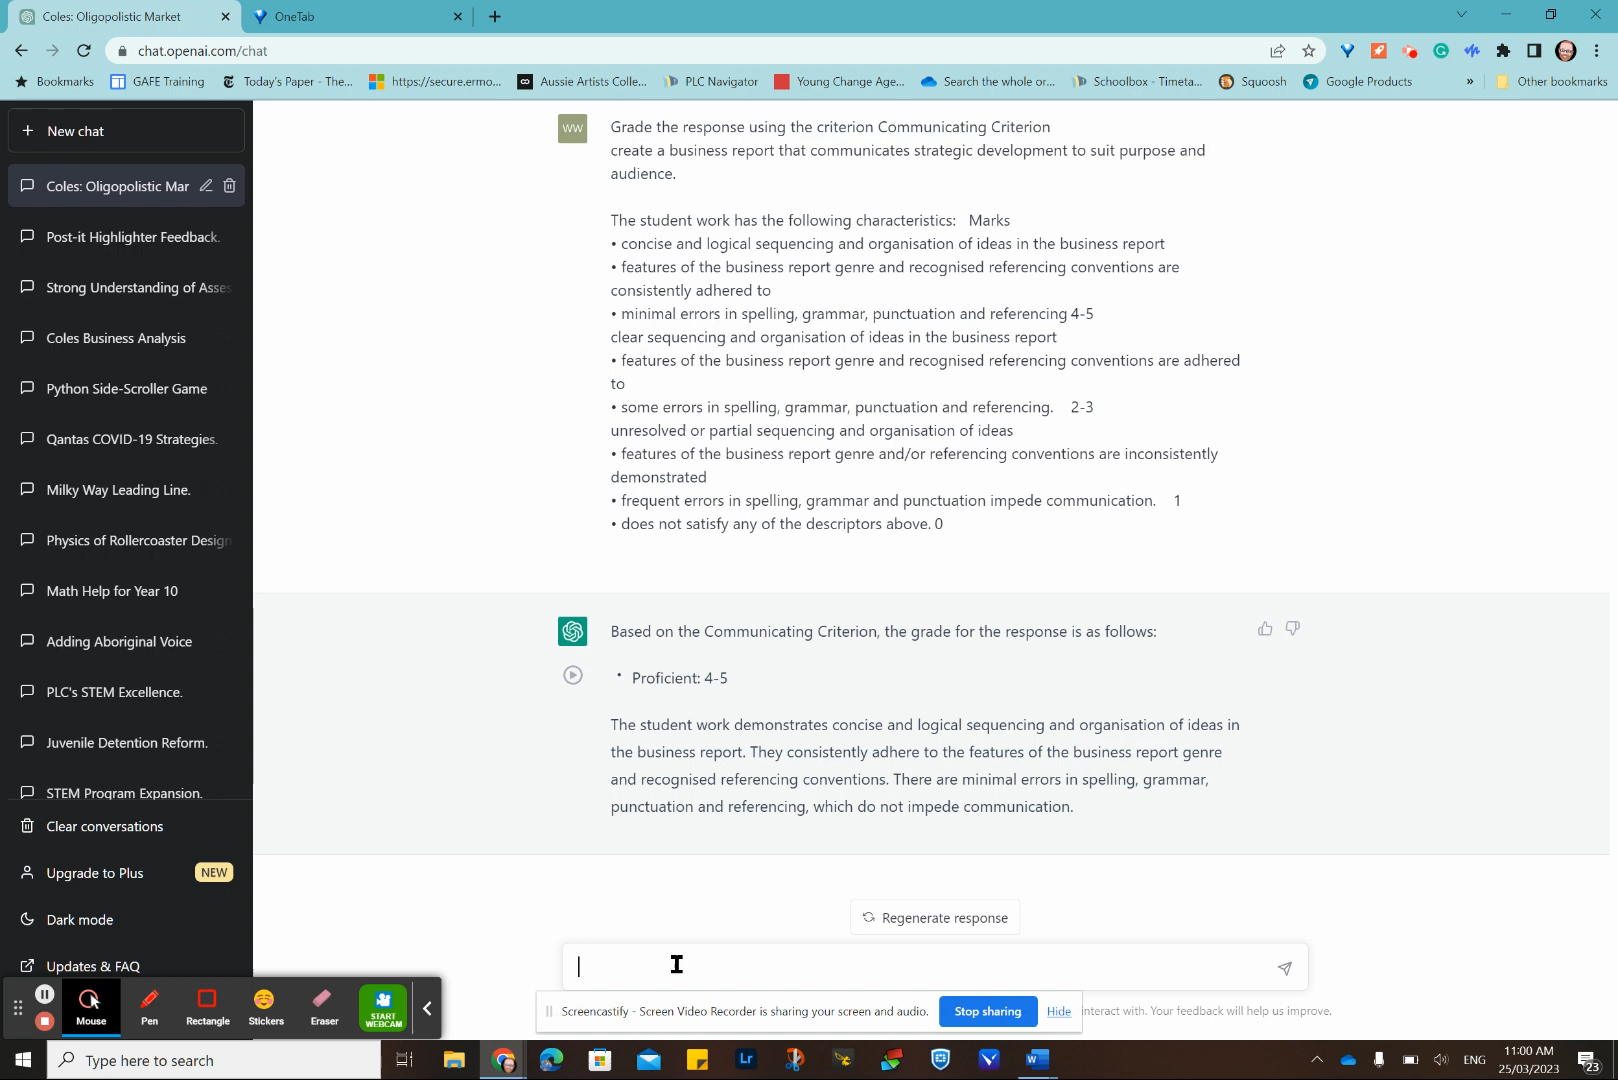 Coles: Oligopolistic Market
OneTab
chat.openai.com/chat
Bookmarks
GAFE Training
Today's Paper - The...
https://secure.ermo...
Aussie Artists Colle...
PLC Navigator
Young Change Age...
Search the whole or...
Schoolbox - Timeta...
Squoosh
Google Products
»
Other bookmarks
New chat
Coles: Oligopolistic Mar
Post-it Highlighter Feedback.
Strong Understanding of Asses
Coles Business Analysis
Python Side-Scroller Game
Qantas COVID-19 Strategies.
Milky Way Leading Line.
Physics of Rollercoaster Design
Math Help for Year 10
Adding Aboriginal Voice
PLC's STEM Excellence.
Juvenile Detention Reform.
STEM Program Expansion.
Clear conversations
Upgrade to Plus NEW
Dark mode
Updates & FAQ
WW
Grade the response using the criterion Communicating Criterion
create a business report that communicates strategic development to suit purpose and
audience.
The student work has the following characteristics: Marks
• concise and logical sequencing and organisation of ideas in the business report
• features of the business report genre and recognised referencing conventions are
consistently adhered to
• minimal errors in spelling, grammar, punctuation and referencing 4-5
clear sequencing and organisation of ideas in the business report
• features of the business report genre and recognised referencing conventions are adhered
to
• some errors in spelling, grammar, punctuation and referencing. 2-3
unresolved or partial sequencing and organisation of ideas
• features of the business report genre and/or referencing conventions are inconsistently
demonstrated
• frequent errors in spelling, grammar and punctuation impede communication. 1
• does not satisfy any of the descriptors above. 0
Based on the Communicating Criterion, the grade for the response is as follows:
• Proficient: 4-5
The student work demonstrates concise and logical sequencing and organisation of ideas in
the business report. They consistently adhere to the features of the business report genre
and recognised referencing conventions. There are minimal errors in spelling, grammar,
punctuation and referencing, which do not impede communication.
Regenerate response
Screencastify - Screen Video Recorder is sharing your screen and audio.
Stop sharing
Hide
interact with. Your feedback will help us improve.
Mouse
Pen
Rectangle
Stickers
Eraser
START
WEBCAM
Type here to search
Lr
ENG
11:00 AM
25/03/2023
23